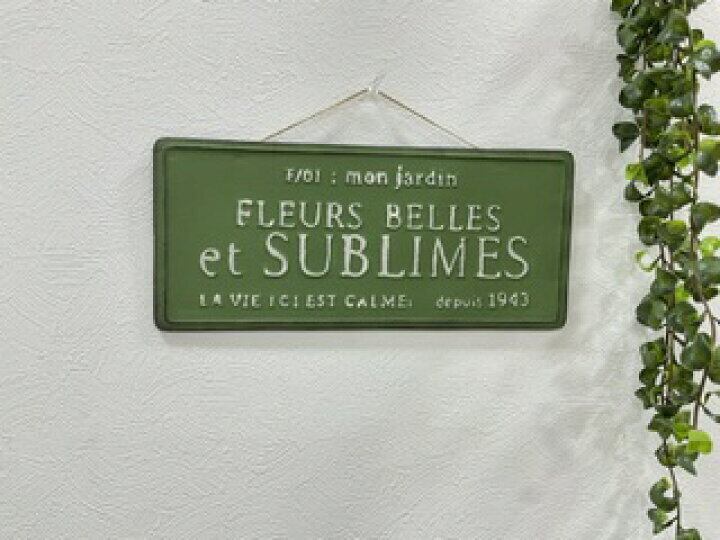 F/01 : mon jardin
FLEURS BELLES
et SUBLIMES
LA VIE ICI EST CALME: depuis 1943